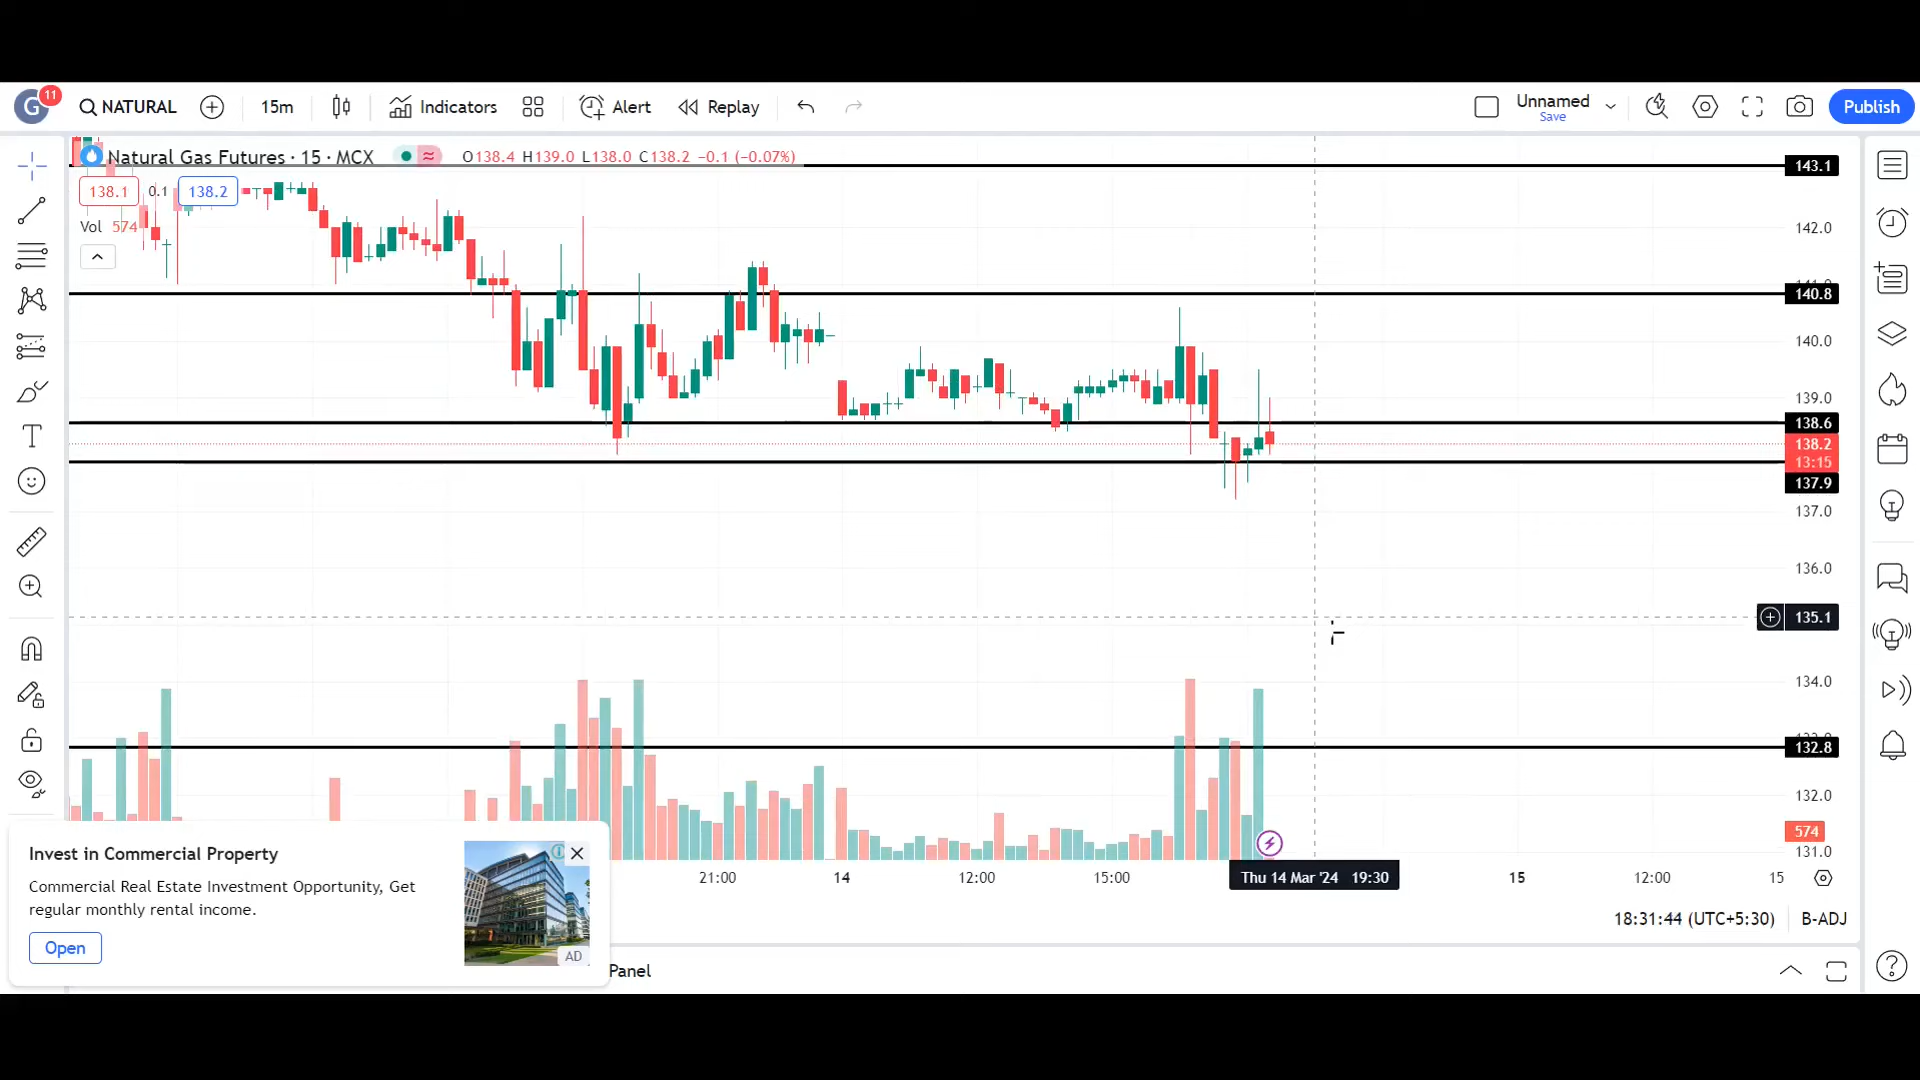 G 11 NATURAL 15m Indicators Alert Replay Unnamed Save Publish
Natural Gas Futures · 15 · MCX O138.4 H139.0 L138.0 C138.2 −0.1 (−0.07%)
143.1
138.1 0.1 138.2
Vol 574
142.0
140.8
140.0
139.0
138.6
138.2
13:15
137.9
137.0
136.0
135.1
134.0
132.8
132.0
574
131.0
21:00 14 12:00 15:00 Thu 14 Mar '24 19:30 15 12:00 15
18:31:44 (UTC+5:30) B-ADJ
Invest in Commercial Property
Commercial Real Estate Investment Opportunity, Get
regular monthly rental income.
Open
AD
Panel